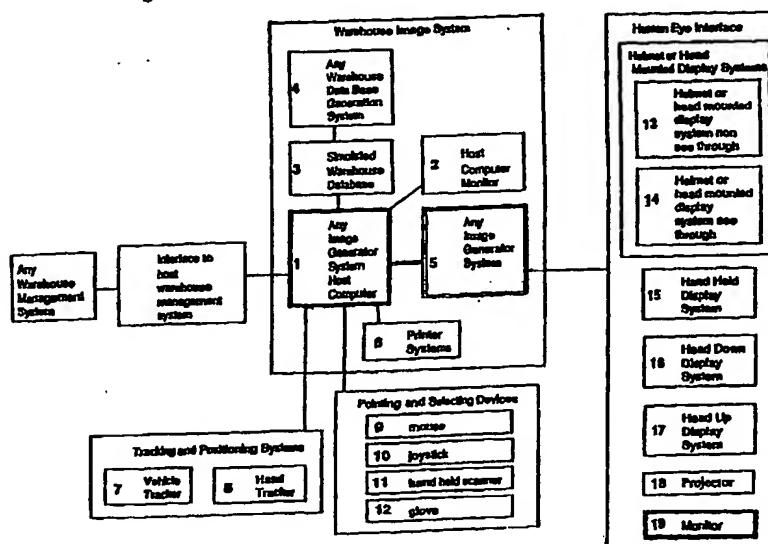 Warehouse Image System
4
Any
Warehouse
Data Base
Generation
System
3
Simulated
Warehouse
Database
2
Host
Computer
Monitor
1
Any
Image
Generator
System
Host
Computer
5
Any
Image
Generator
System
6
Printer
Systems
Any
Warehouse
Management
System
Interface to
host
warehouse
management
system
Tracking and Positioning Systems
7
Vehicle
Tracker
8
Head
Tracker
Pointing and Selecting Devices
9 mouse
10 joystick
11 hand held scanner
12 glove
Human Eye Interface
Helmet or Head
Mounted Display Systems
13
Helmet or
head mounted
display
system non
see through
14
Helmet or
head mounted
display
system see
through
15
Hand Held
Display
System
16
Head Down
Display
System
17
Head Up
Display
System
18 Projector
19 Monitor